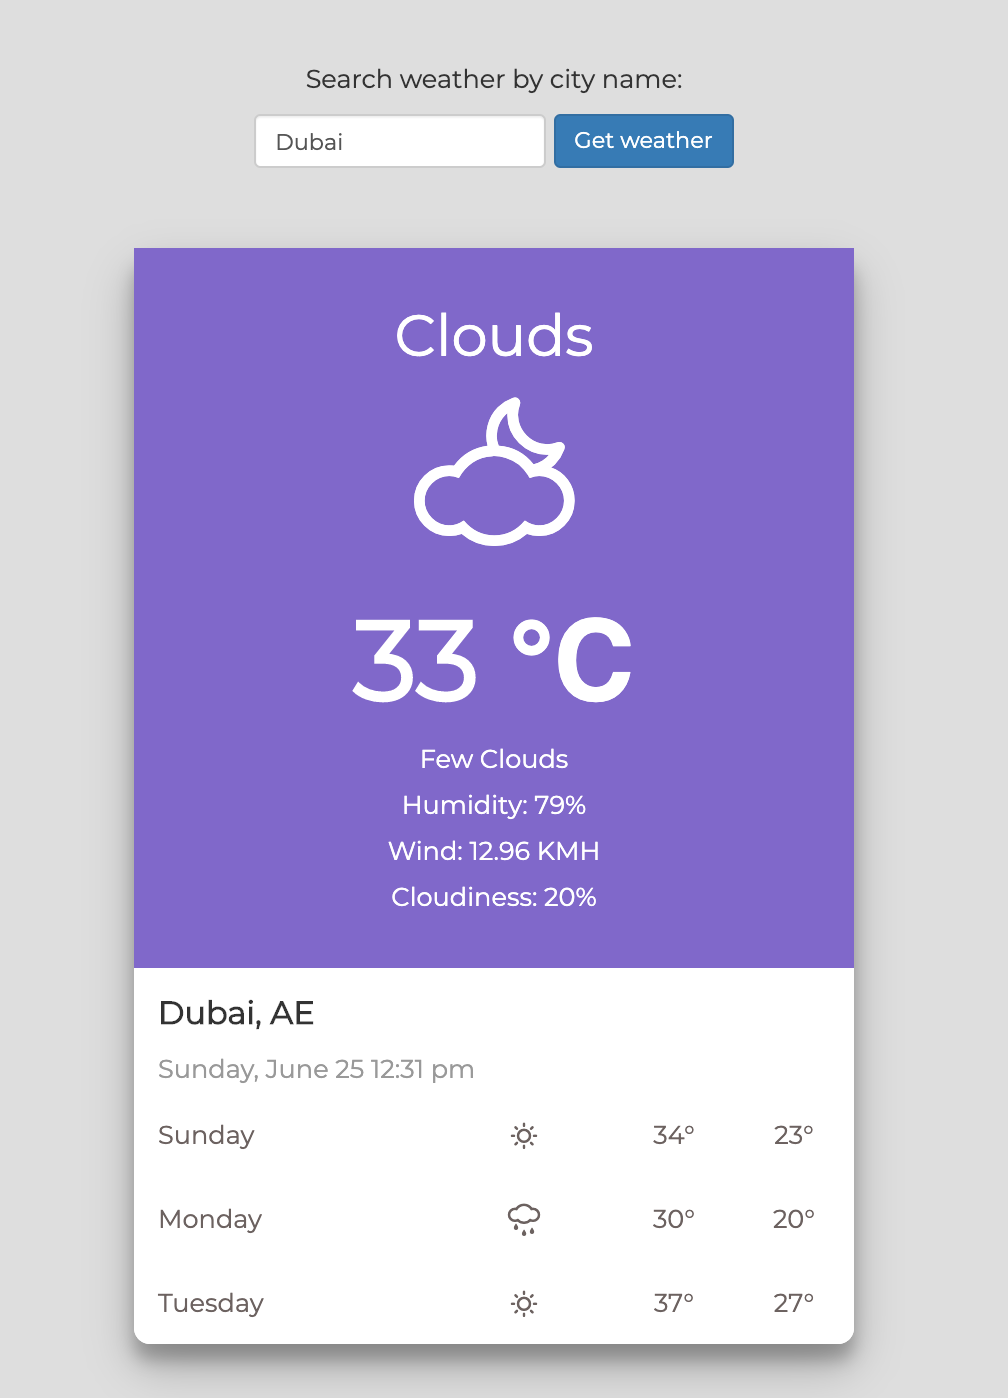 Search weather by city name:
Dubai Get weather
Clouds
33 °C
Few Clouds
Humidity: 79%
Wind: 12.96 KMH
Cloudiness: 20%
Dubai, AE
Sunday, June 25 12:31 pm
Sunday 34° 23°
Monday 30° 20°
Tuesday 37° 27°